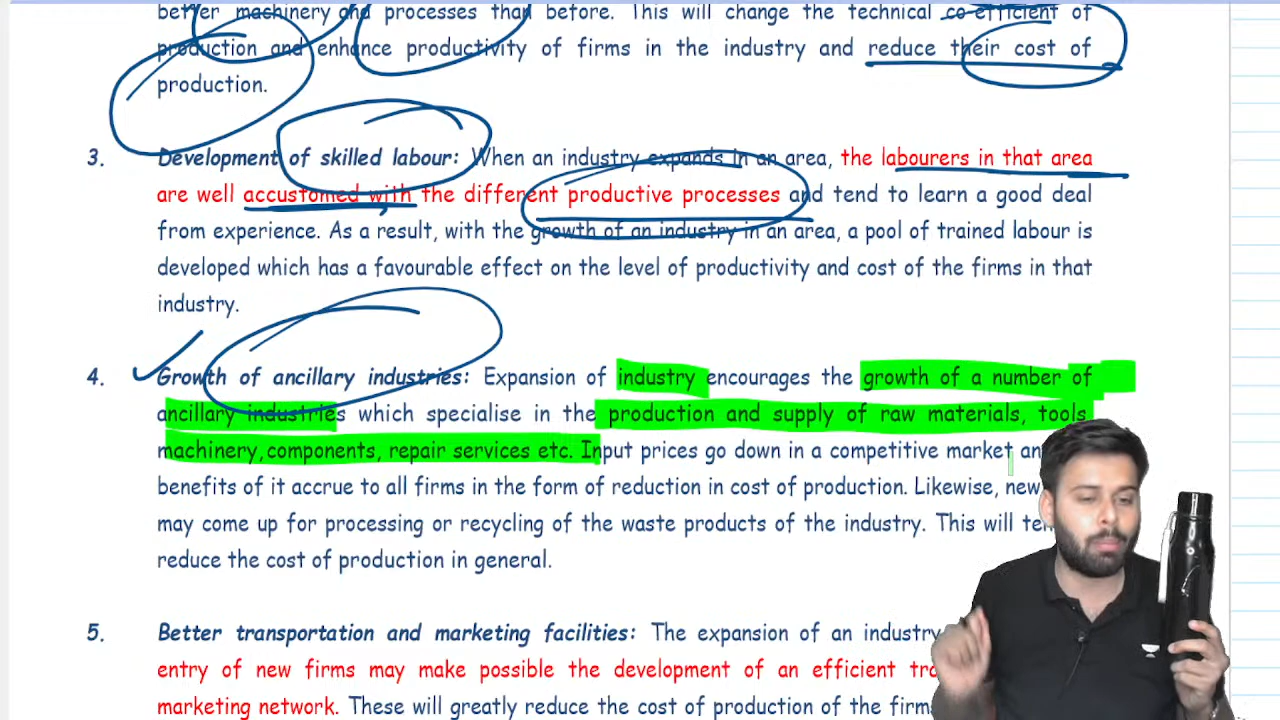 better machinery and processes than before. This will change the technical co-efficient of
production and enhance productivity of firms in the industry and reduce their cost of
production.
3. Development of skilled labour: When an industry expands in an area, the labourers in that area
are well accustomed with the different productive processes and tend to learn a good deal
from experience. As a result, with the growth of an industry in an area, a pool of trained labour is
developed which has a favourable effect on the level of productivity and cost of the firms in that
industry.
4. Growth of ancillary industries: Expansion of industry encourages the growth of a number of
ancillary industries which specialise in the production and supply of raw materials, tools
machinery, components, repair services etc. Input prices go down in a competitive market
benefits of it accrue to all firms in the form of reduction in cost of production. Likewise, new
may come up for processing or recycling of the waste products of the industry. This will
reduce the cost of production in general.
5. Better transportation and marketing facilities: The expansion of an industry
entry of new firms may make possible the development of an efficient
marketing network. These will greatly reduce the cost of production of the firms